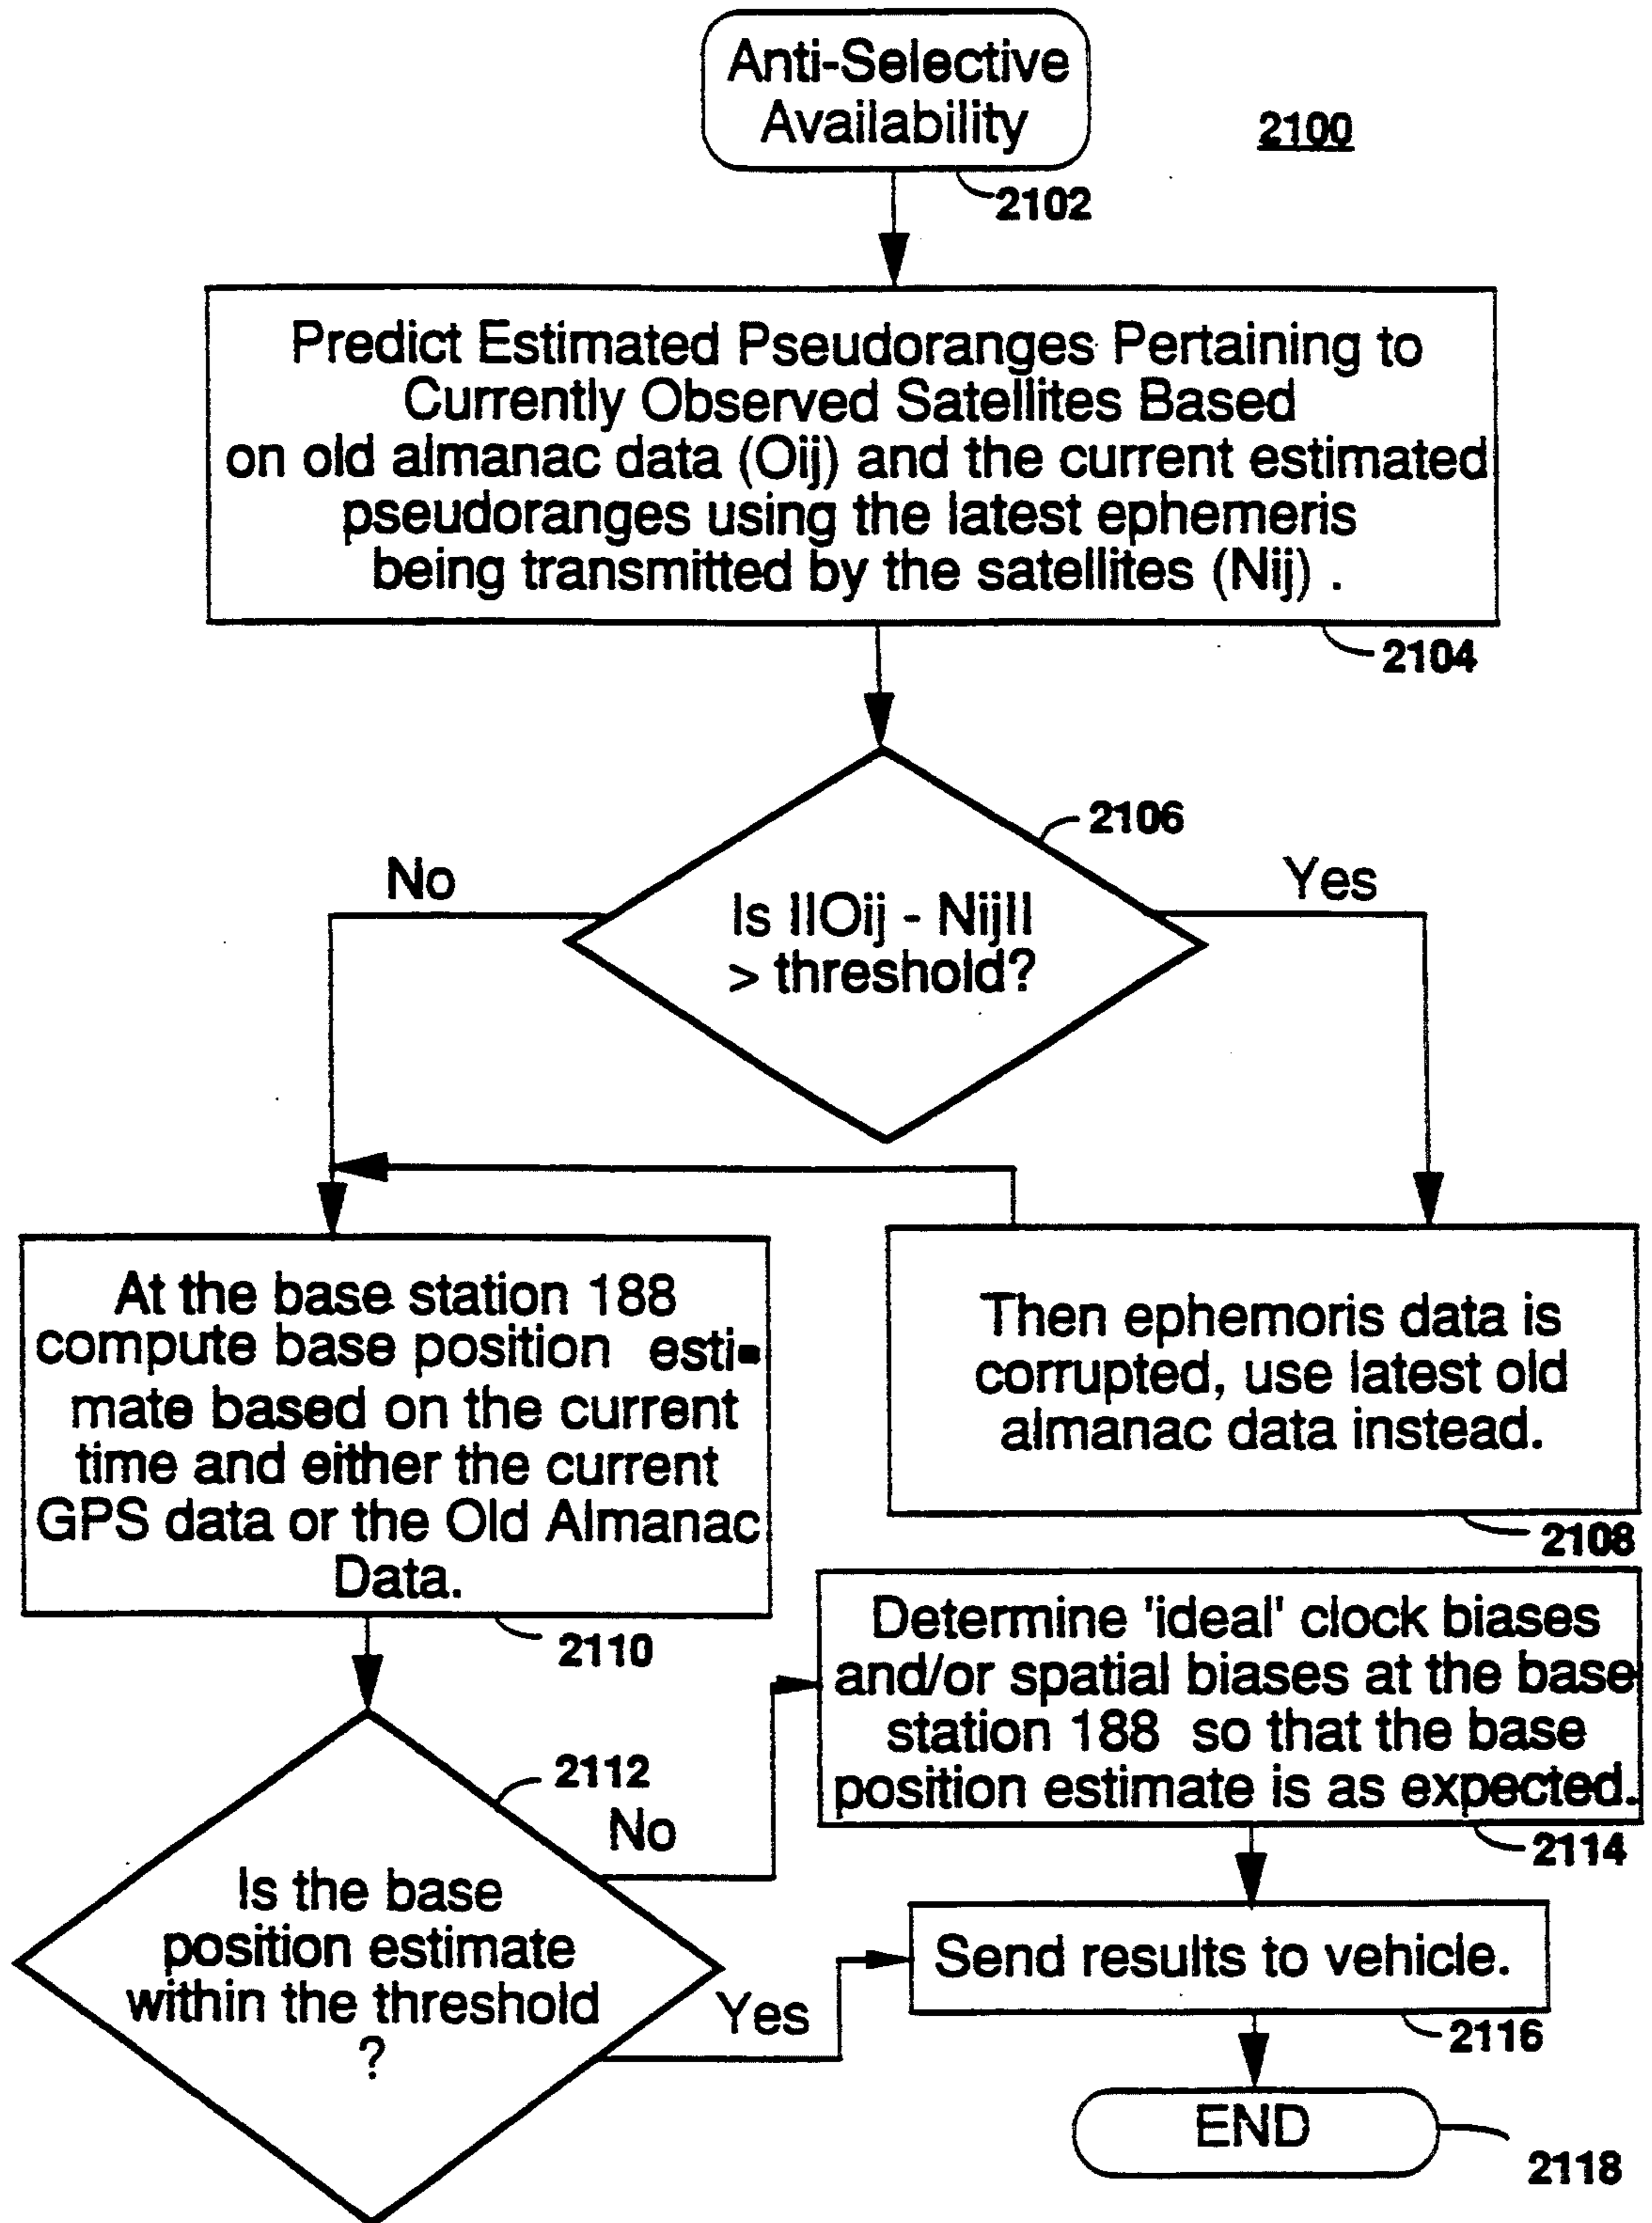 Anti-Selective
Availability
2100
2102
Predict Estimated Pseudoranges Pertaining to
Currently Observed Satellites Based
on old almanac data (Oij) and the current estimated
pseudoranges using the latest ephemeris
being transmitted by the satellites (Nij) .
2104
2106
No
Yes
Is IIOij - NijII
> threshold?
At the base station 188
compute base position esti-
mate based on the current
time and either the current
GPS data or the Old Almanac
Data.
2110
Then ephemoris data is
corrupted, use latest old
almanac data instead.
2108
Determine 'ideal' clock biases
and/or spatial biases at the base
station 188 so that the base
position estimate is as expected.
2114
2112
No
Is the base
position estimate
within the threshold
?
Yes
Send results to vehicle.
2116
END
2118